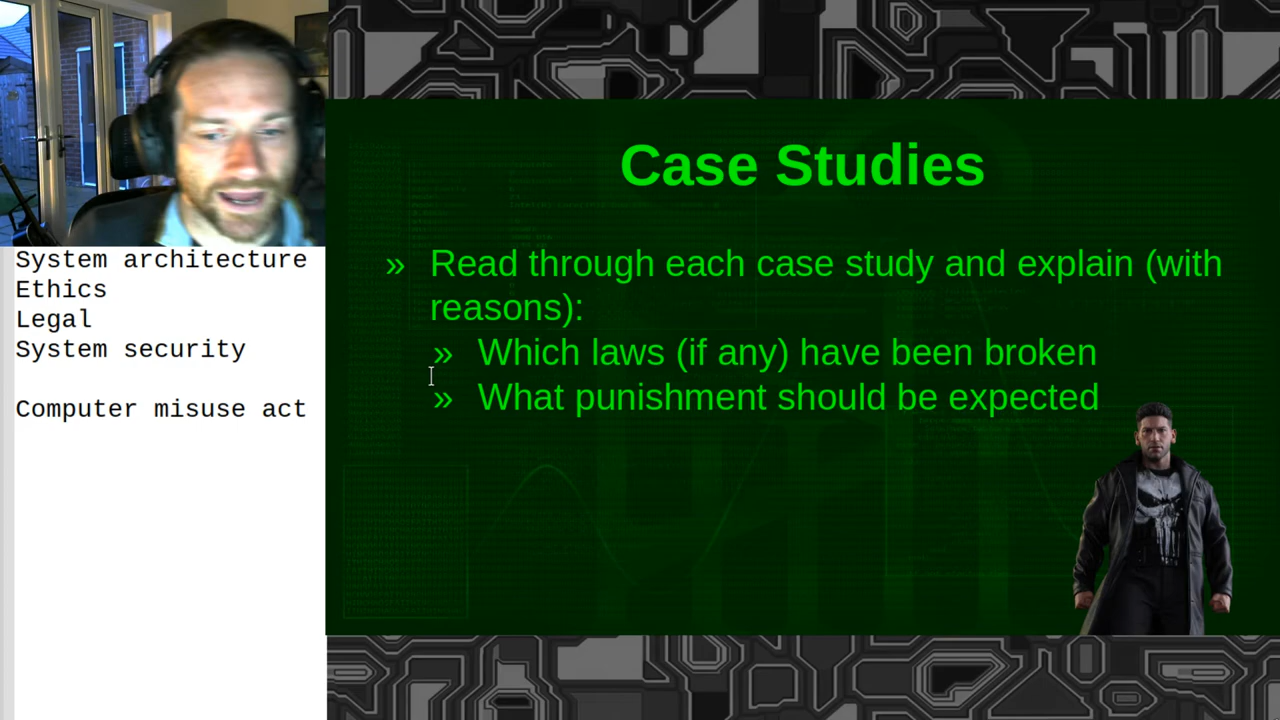 System architecture
Ethics
Legal
System security
Computer misuse act
Case Studies
» Read through each case study and explain (with
reasons):
» Which laws (if any) have been broken
» What punishment should be expected